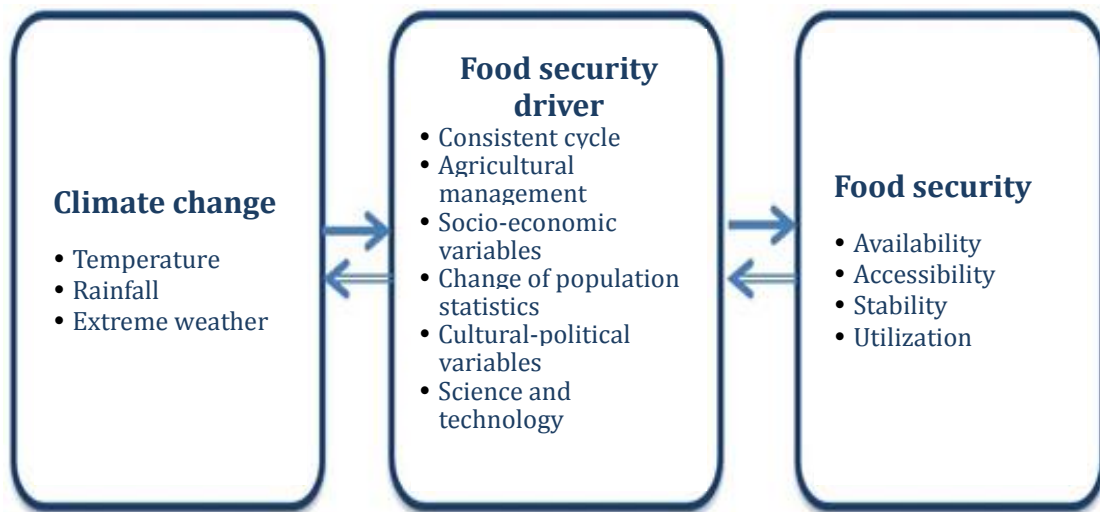 Climate change
• Temperature
• Rainfall
• Extreme weather
Food security
driver
• Consistent cycle
• Agricultural
management
• Socio-economic
variables
• Change of population
statistics
• Cultural-political
variables
• Science and
technology
Food security
• Availability
• Accessibility
• Stability
• Utilization